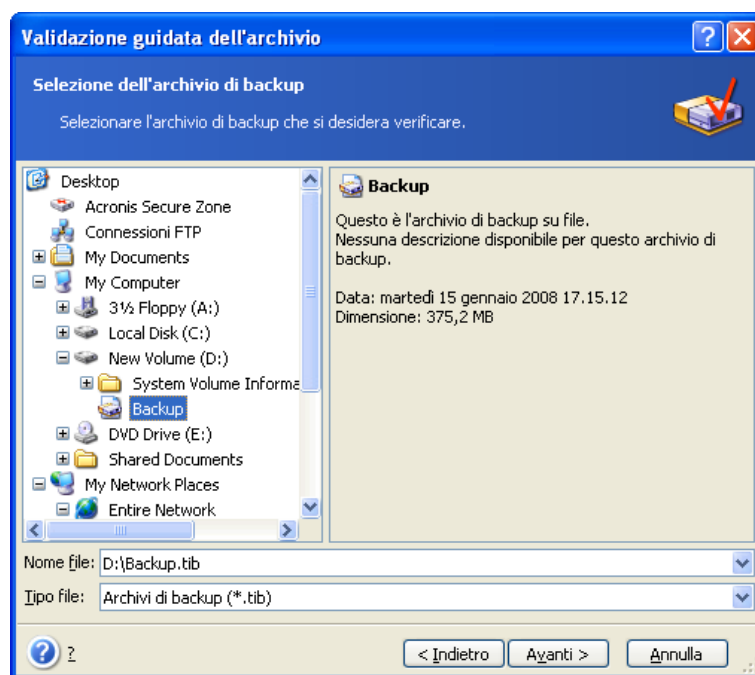 Validazione guidata dell'archivio
Selezione dell'archivio di backup
Selezionare l'archivio di backup che si desidera verificare.
Desktop
Acronis Secure Zone
Connessioni FTP
My Documents
My Computer
3½ Floppy (A:)
Local Disk (C:)
New Volume (D:)
System Volume Informa
Backup
DVD Drive (E:)
Shared Documents
My Network Places
Entire Network
Backup
Questo è l'archivio di backup su file.
Nessuna descrizione disponibile per questo archivio di
backup.
Data: martedì 15 gennaio 2008 17.15.12
Dimensione: 375,2 MB
Nome file: D:\Backup.tib
Tipo file: Archivi di backup (*.tib)
? < Indietro Avanti > Annulla